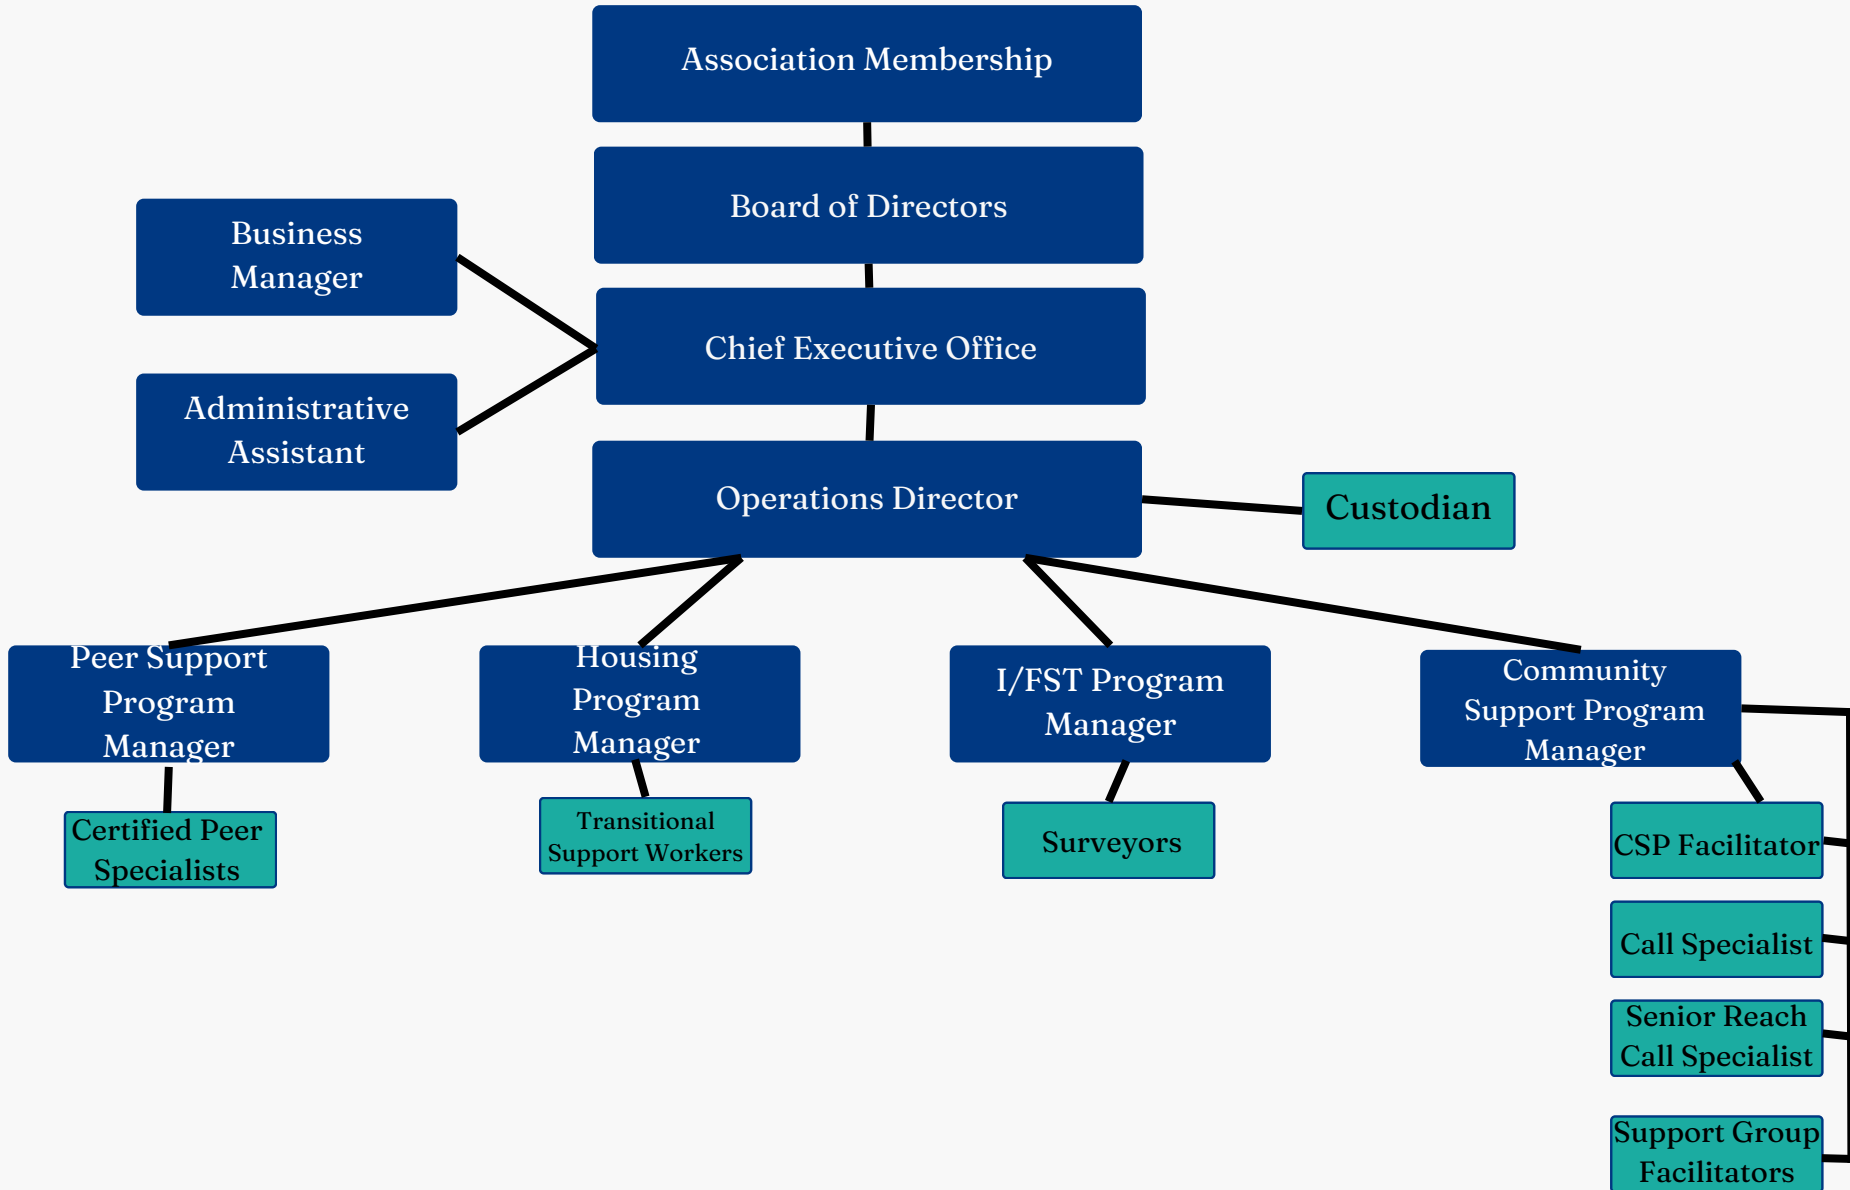 Association Membership
Board of Directors
Business
Manager
Chief Executive Office
Administrative
Assistant
Operations Director
Custodian
Peer Support
Program
Manager
Housing
Program
Manager
I/FST Program
Manager
Community
Support Program
Manager
Certified Peer
Specialists
Transitional
Support Workers
Surveyors
CSP Facilitator
Call Specialist
Senior Reach
Call Specialist
Support Group
Facilitators